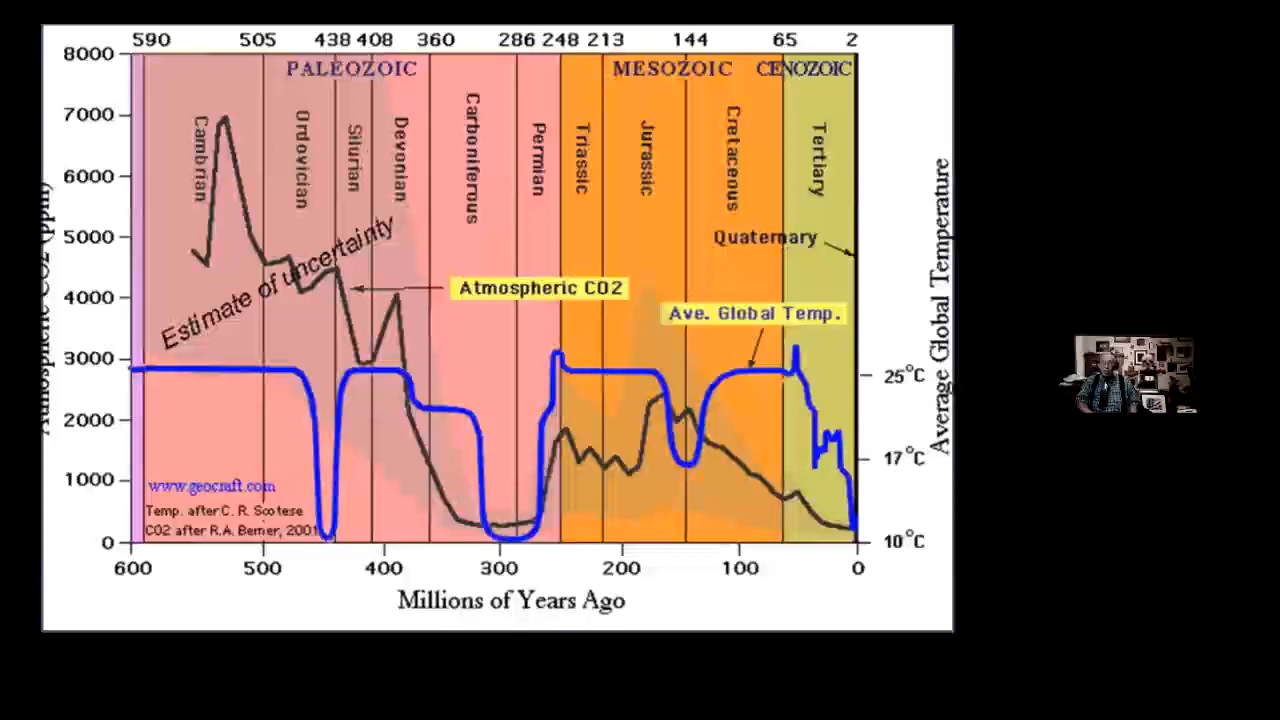 590 505 438 408 360 286 248 213 144 65 2
8000
7000
6000
5000
4000
3000
2000
1000
0
PALEOZOIC MESOZOIC CENOZOIC
Cambrian
Ordovician
Silurian
Devonian
Carboniferous
Permian
Triassic
Jurassic
Cretaceous
Tertiary
Quaternary
Estimate of uncertainty
Atmospheric CO2
Ave. Global Temp.
www.geocraft.com
Temp. after C. R. Scotese
CO2 after R.A. Berner, 2001
Atmospheric CO2 (ppm)
Average Global Temperature
25°C
17°C
10°C
600 500 400 300 200 100 0
Millions of Years Ago